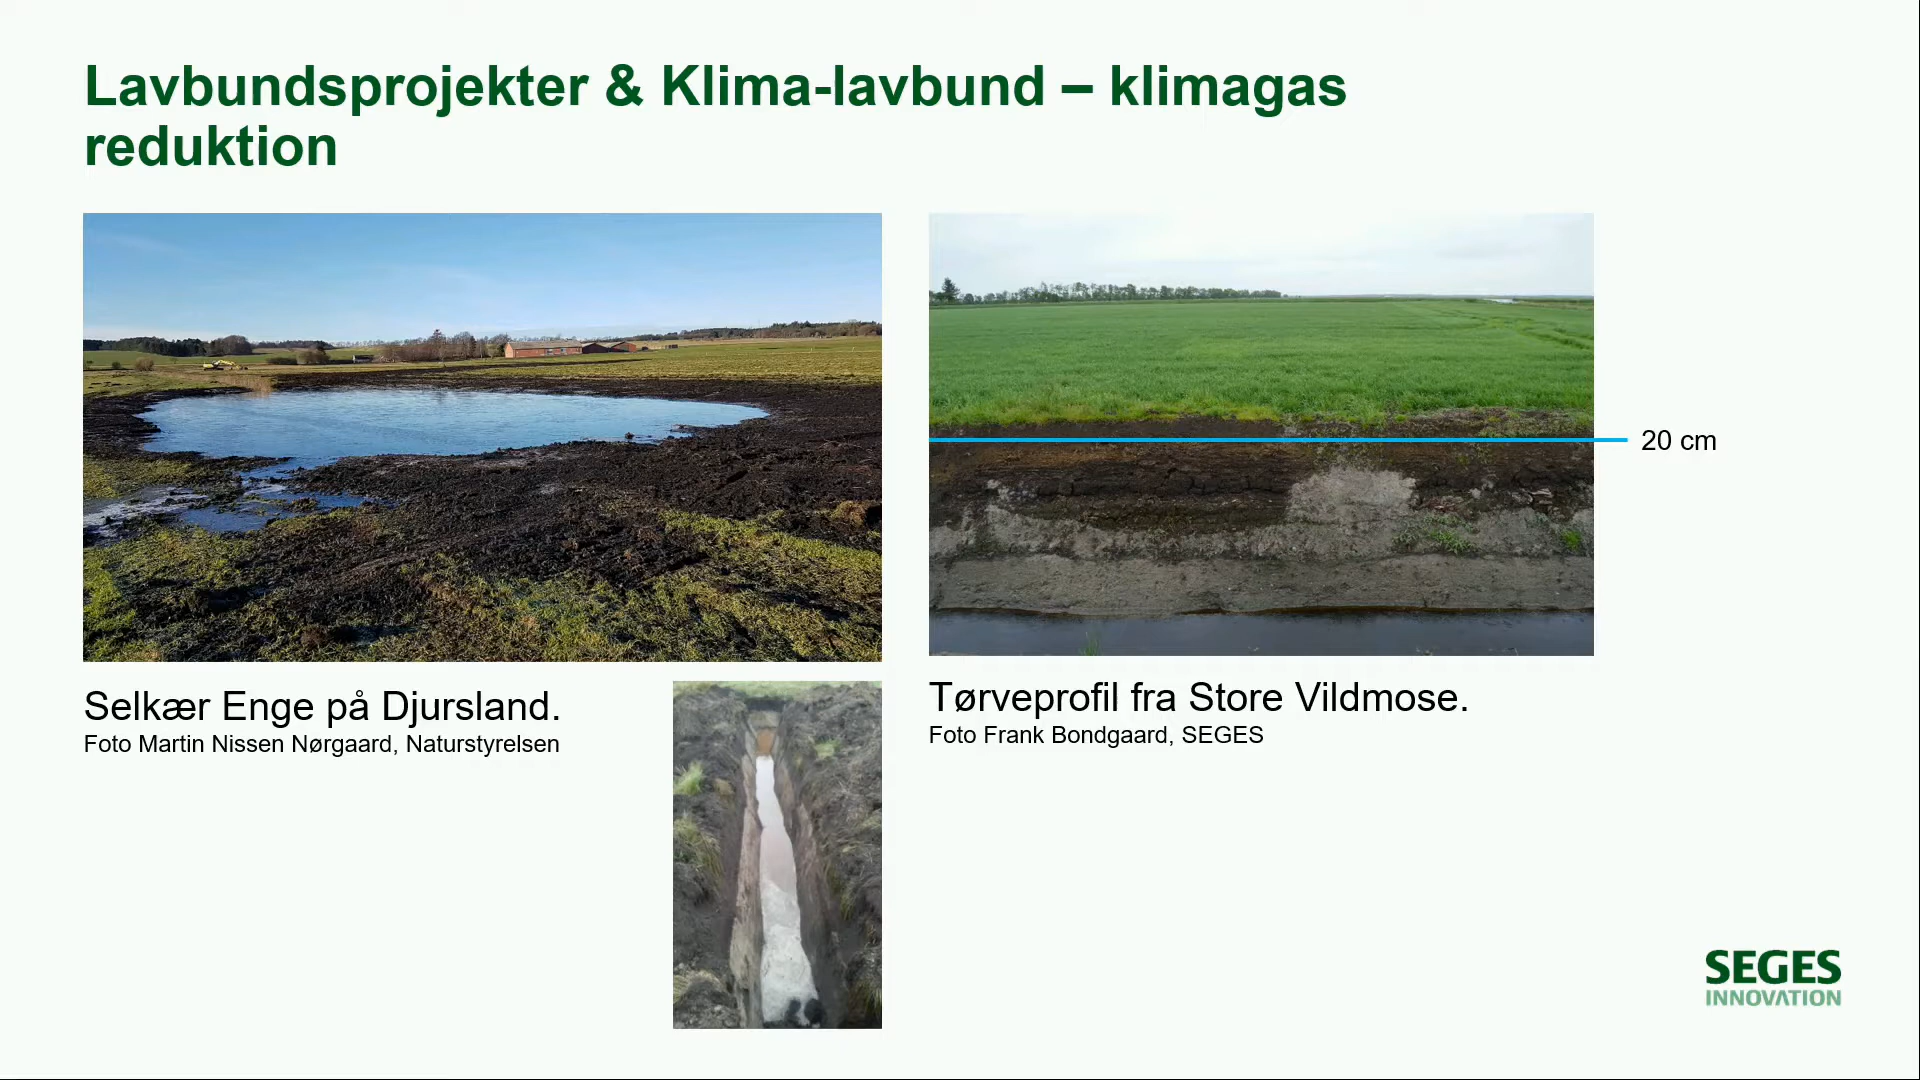 Lavbundsprojekter & Klima-lavbund – klimagas
reduktion
20 cm
Selkær Enge på Djursland.
Foto Martin Nissen Nørgaard, Naturstyrelsen
Tørveprofil fra Store Vildmose.
Foto Frank Bondgaard, SEGES
SEGES
INNOVATION